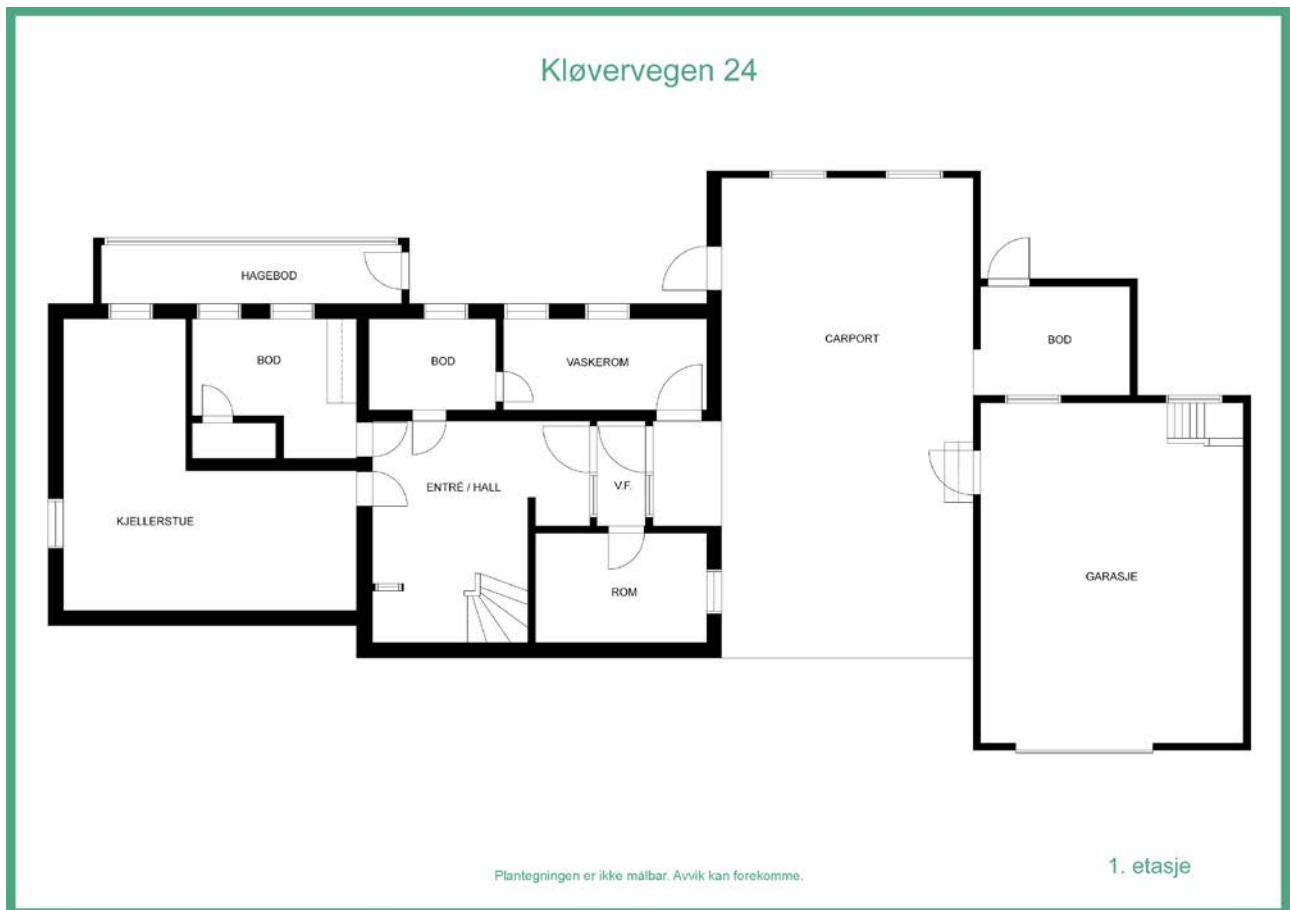 Kløvervegen 24
HAGEBOD
BOD
BOD
VASKEROM
CARPORT
BOD
ENTRÉ / HALL
V.F.
KJELLERSTUE
ROM
GARASJE
1. etasje
Plantegningen er ikke målbar. Avvik kan forekomme.